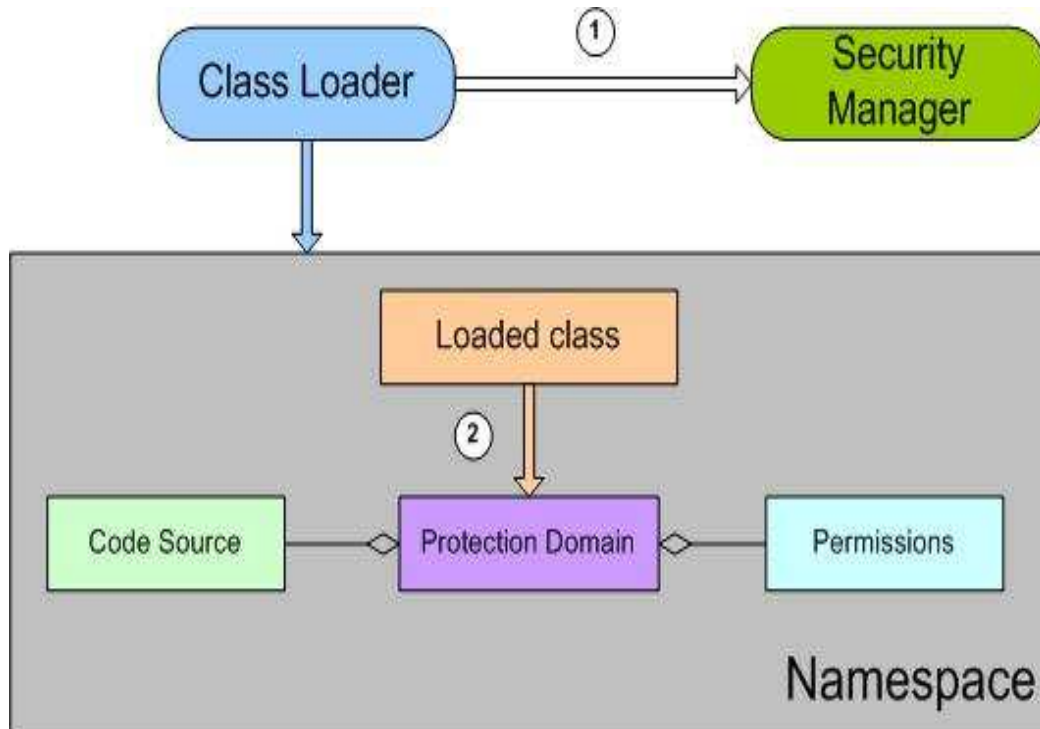 1
Class Loader
Security
Manager
Loaded class
2
Code Source
Protection Domain
Permissions
Namespace